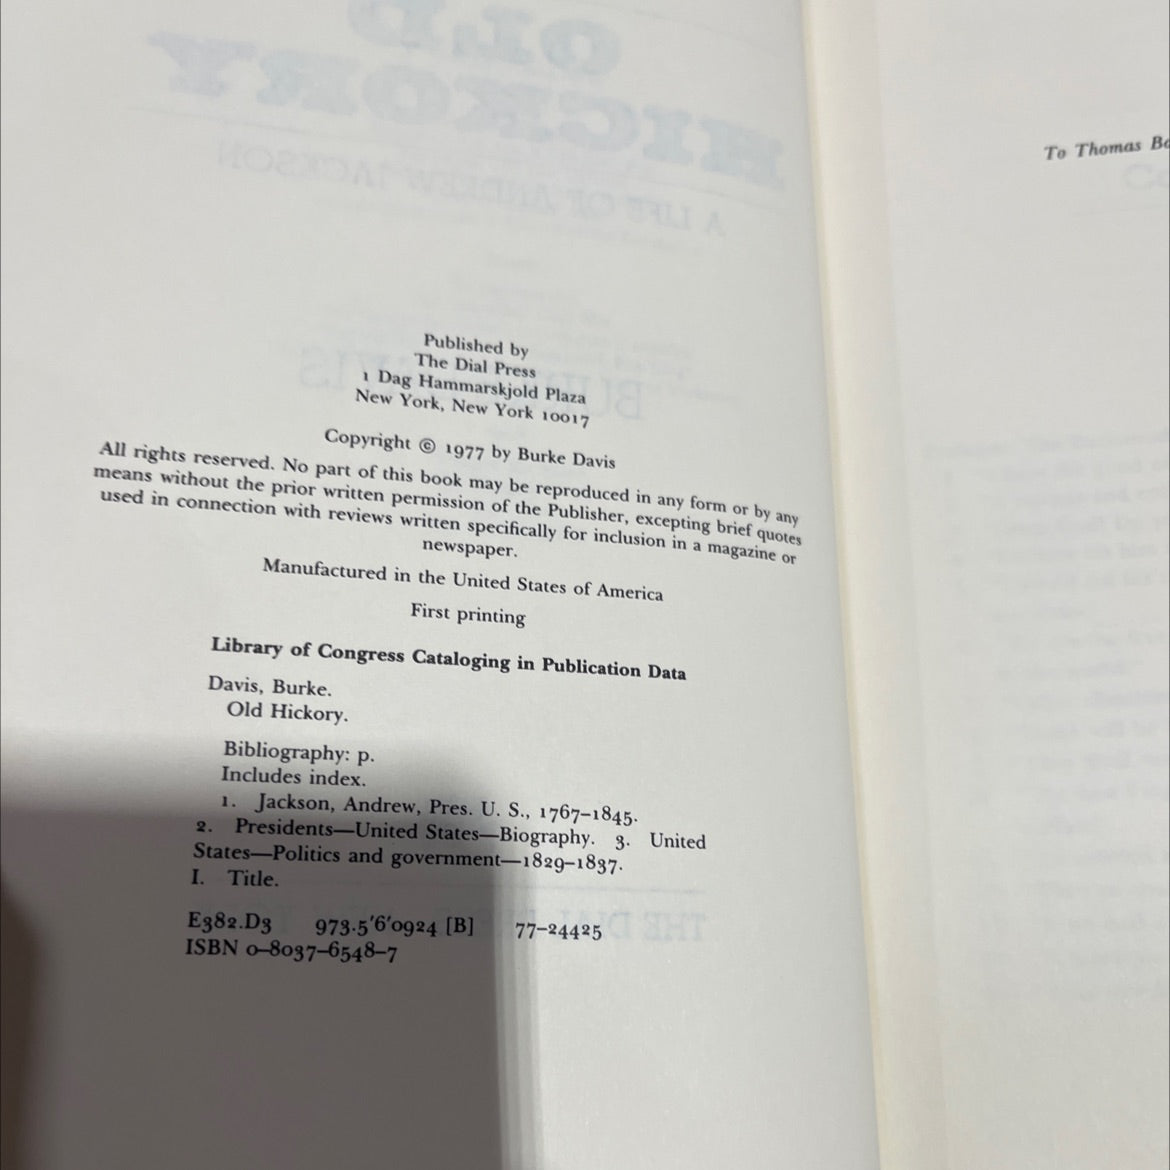 Published by
The Dial Press
1 Dag Hammarskjold Plaza
New York, New York 10017
Copyright © 1977 by Burke Davis
All rights reserved. No part of this book may be reproduced in any form or by any
means without the prior written permission of the Publisher, excepting brief quotes
used in connection with reviews written specifically for inclusion in a magazine or
newspaper.
Manufactured in the United States of America
First printing
Library of Congress Cataloging in Publication Data
Davis, Burke.
Old Hickory.
Bibliography: p.
Includes index.
1. Jackson, Andrew, Pres. U. S., 1767–1845.
2. Presidents—United States—Biography. 3. United
States—Politics and government—1829–1837.
I. Title.
E382.D3 973.5'6'0924 [B] 77–24425
ISBN 0–8037–6548–7
To Thomas